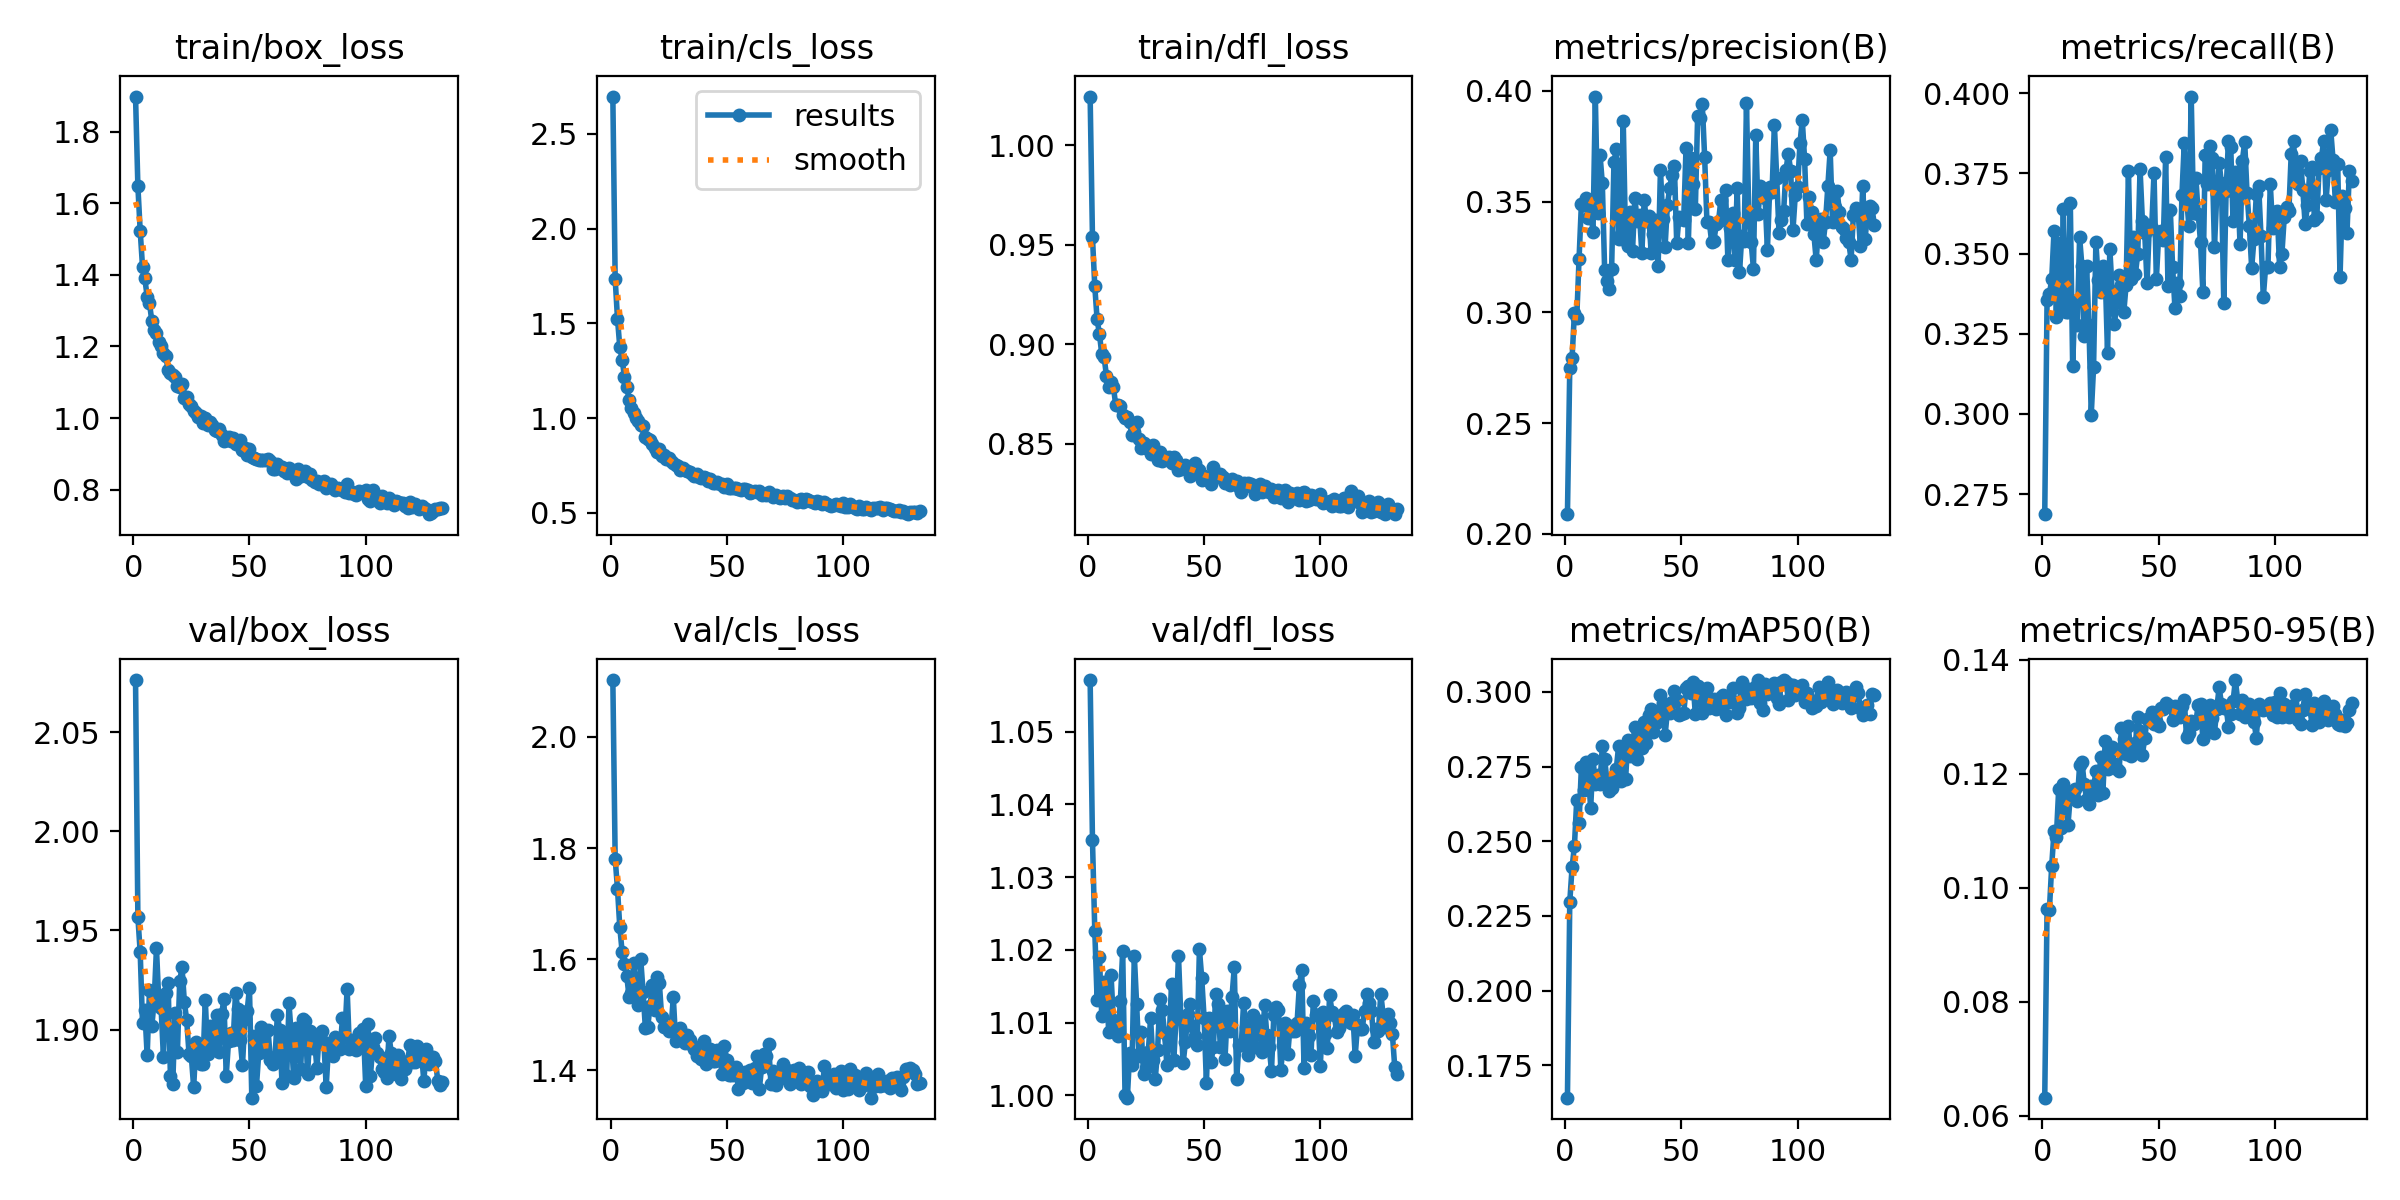 train/box_loss
1.8
1.6
1.4
1.2
1.0
0.8
0 50 100
train/cls_loss
results
smooth
2.5
2.0
1.5
1.0
0.5
0 50 100
train/dfl_loss
1.00
0.95
0.90
0.85
0 50 100
metrics/precision(B)
0.40
0.35
0.30
0.25
0.20
0 50 100
metrics/recall(B)
0.400
0.375
0.350
0.325
0.300
0.275
0 50 100
val/box_loss
2.05
2.00
1.95
1.90
0 50 100
val/cls_loss
2.0
1.8
1.6
1.4
0 50 100
val/dfl_loss
1.05
1.04
1.03
1.02
1.01
1.00
0 50 100
metrics/mAP50(B)
0.300
0.275
0.250
0.225
0.200
0.175
0 50 100
metrics/mAP50-95(B)
0.14
0.12
0.10
0.08
0.06
0 50 100